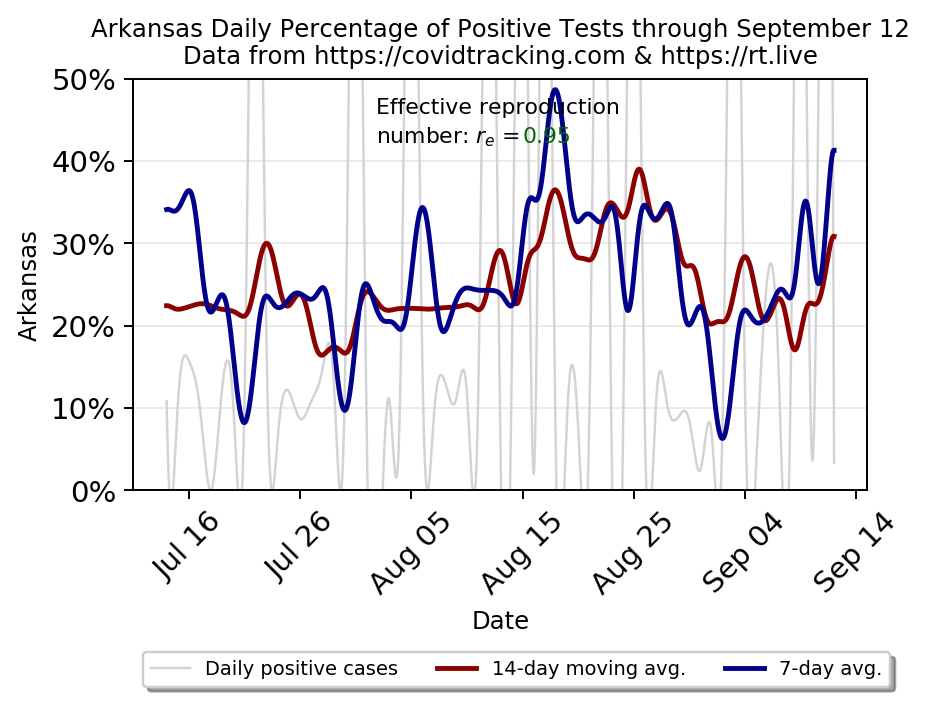 Arkansas Daily Percentage of Positive Tests through September 12
Data from https://covidtracking.com & https://rt.live
50%
Effective reproduction
number: rₑ =0.95
40%
30%
20%
10%
0%
Arkansas
Jul 16
Jul 26
Aug 05
Aug 15
Aug 25
Sep 04
Sep 14
Date
Daily positive cases
14-day moving avg.
7-day avg.